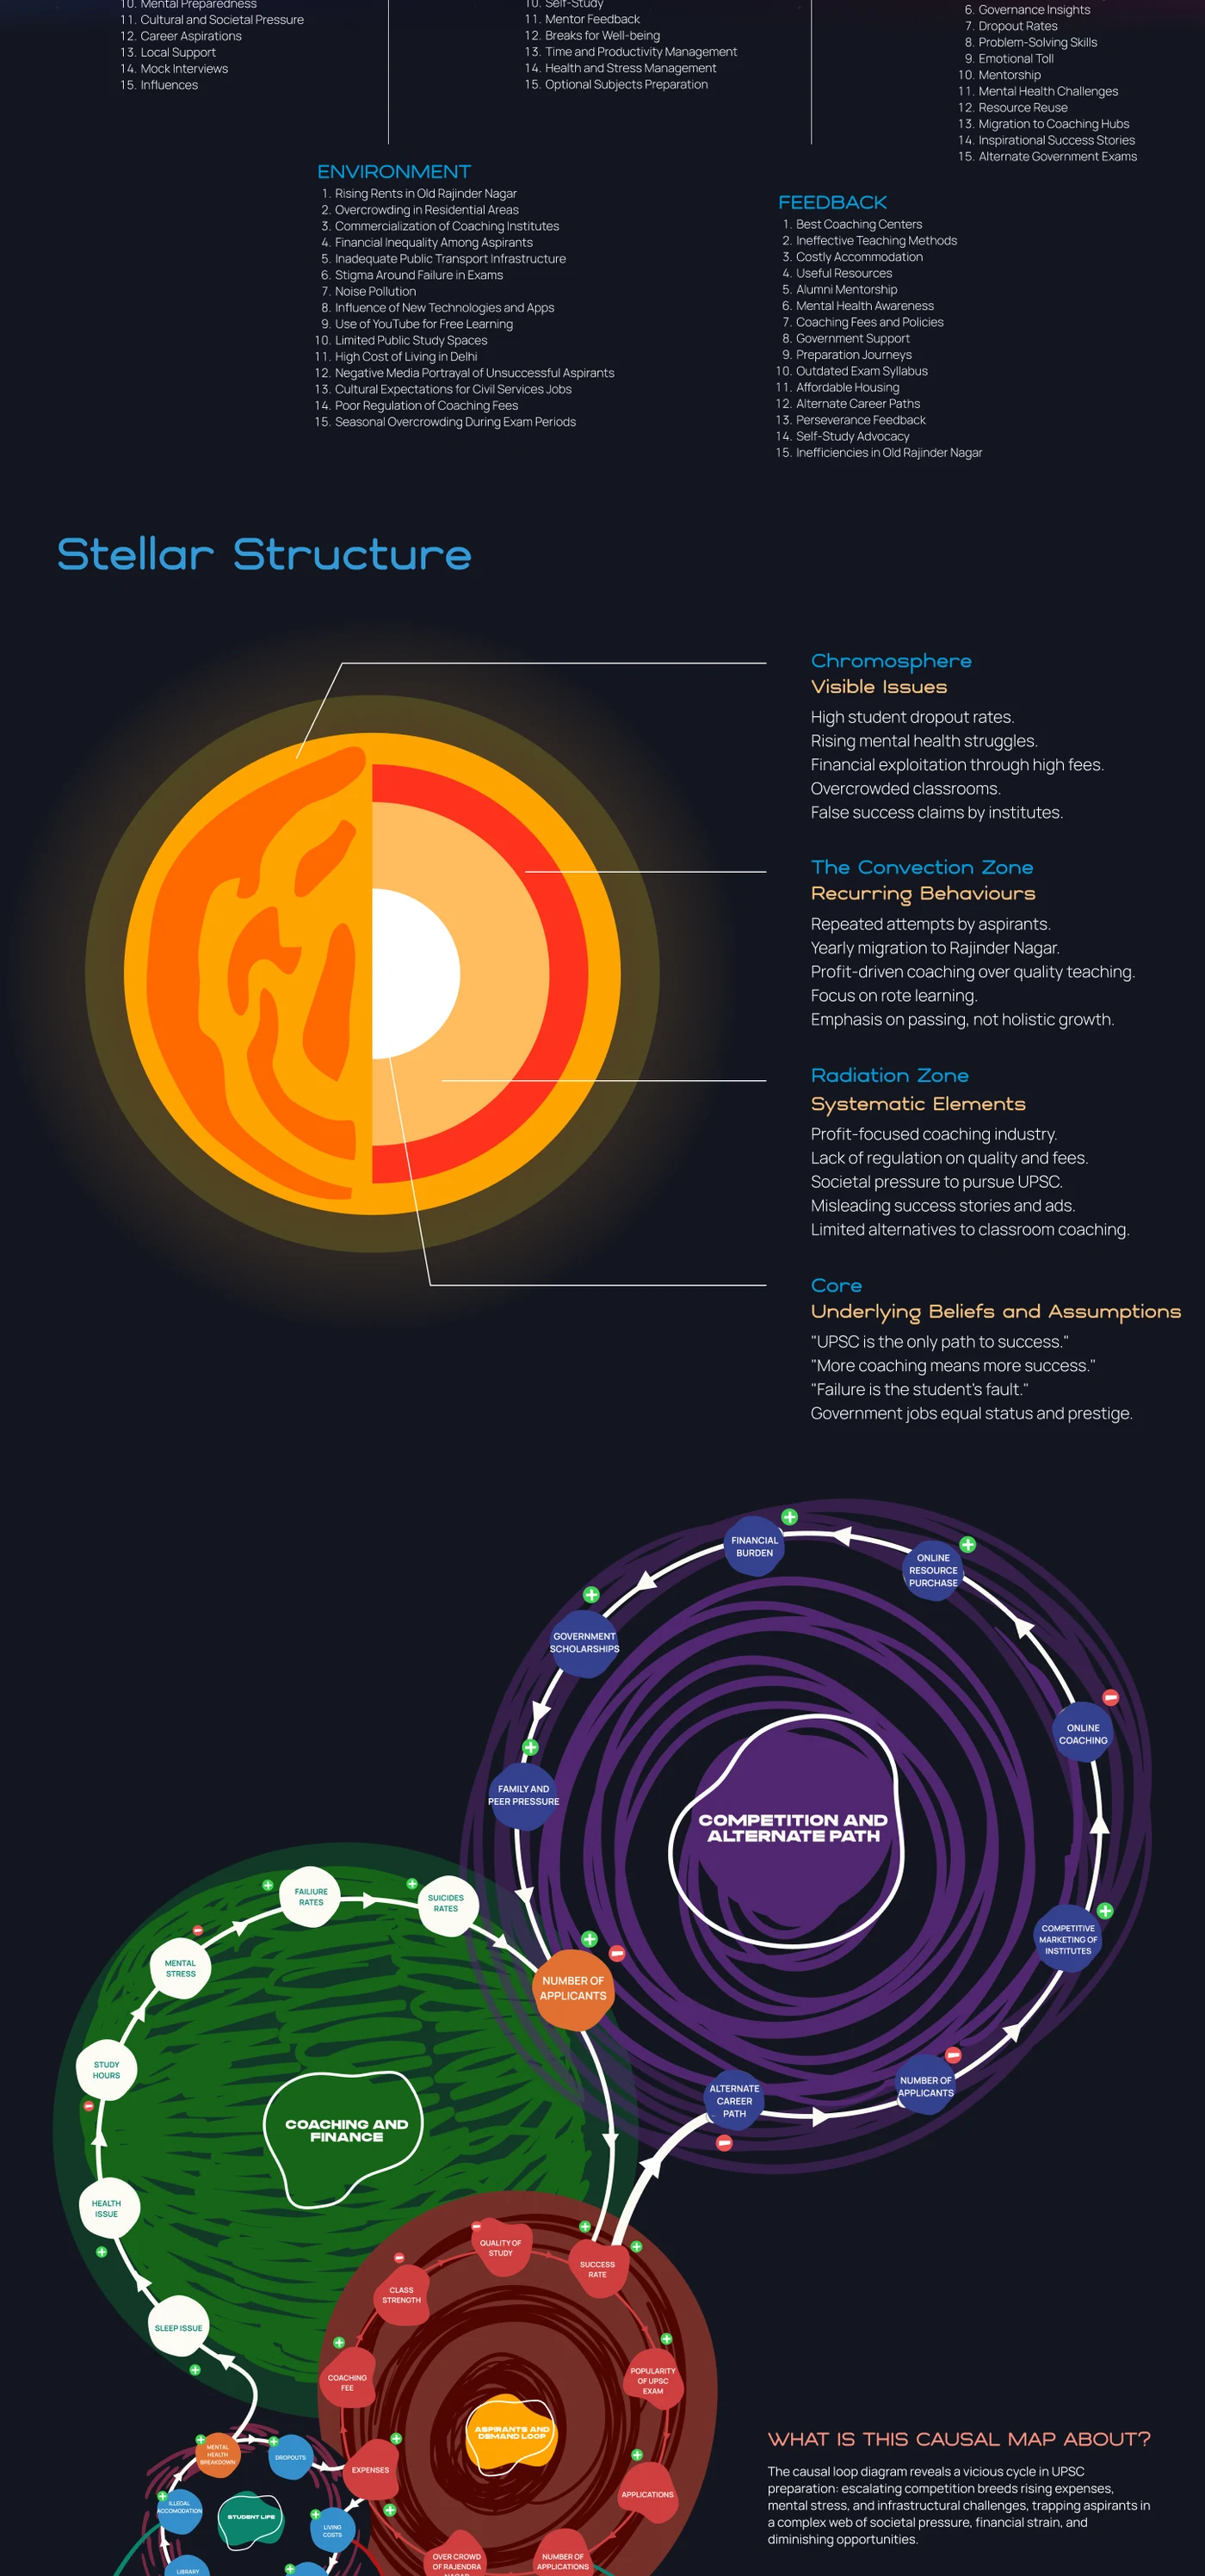 10. Mental Preparedness
11. Cultural and Societal Pressure
12. Career Aspirations
13. Local Support
14. Mock Interviews
15. Influences
10. Self-Study
11. Mentor Feedback
12. Breaks for Well-being
13. Time and Productivity Management
14. Health and Stress Management
15. Optional Subjects Preparation
6. Governance Insights
7. Dropout Rates
8. Problem-Solving Skills
9. Emotional Toll
10. Mentorship
11. Mental Health Challenges
12. Resource Reuse
13. Migration to Coaching Hubs
14. Inspirational Success Stories
15. Alternate Government Exams
ENVIRONMENT
1. Rising Rents in Old Rajinder Nagar
2. Overcrowding in Residential Areas
3. Commercialization of Coaching Institutes
4. Financial Inequality Among Aspirants
5. Inadequate Public Transport Infrastructure
6. Stigma Around Failure in Exams
7. Noise Pollution
8. Influence of New Technologies and Apps
9. Use of YouTube for Free Learning
10. Limited Public Study Spaces
11. High Cost of Living in Delhi
12. Negative Media Portrayal of Unsuccessful Aspirants
13. Cultural Expectations for Civil Services Jobs
14. Poor Regulation of Coaching Fees
15. Seasonal Overcrowding During Exam Periods
FEEDBACK
1. Best Coaching Centers
2. Ineffective Teaching Methods
3. Costly Accommodation
4. Useful Resources
5. Alumni Mentorship
6. Mental Health Awareness
7. Coaching Fees and Policies
8. Government Support
9. Preparation Journeys
10. Outdated Exam Syllabus
11. Affordable Housing
12. Alternate Career Paths
13. Perseverance Feedback
14. Self-Study Advocacy
15. Inefficiencies in Old Rajinder Nagar
Stellar Structure
Chromosphere
Visible Issues
High student dropout rates.
Rising mental health struggles.
Financial exploitation through high fees.
Overcrowded classrooms.
False success claims by institutes.
The Convection Zone
Recurring Behaviours
Repeated attempts by aspirants.
Yearly migration to Rajinder Nagar.
Profit-driven coaching over quality teaching.
Focus on rote learning.
Emphasis on passing, not holistic growth.
Radiation Zone
Systematic Elements
Profit-focused coaching industry.
Lack of regulation on quality and fees.
Societal pressure to pursue UPSC.
Misleading success stories and ads.
Limited alternatives to classroom coaching.
Core
Underlying Beliefs and Assumptions
"UPSC is the only path to success."
"More coaching means more success."
"Failure is the student's fault."
Government jobs equal status and prestige.
FINANCIAL
BURDEN
ONLINE
RESOURCE
PURCHASE
GOVERNMENT
SCHOLARSHIPS
ONLINE
COACHING
FAMILY AND
PEER PRESSURE
COMPETITION AND
ALTERNATE PATH
FAILIURE
RATES
SUICIDES
RATES
COMPETITIVE
MARKETING OF
INSTITUTES
MENTAL
STRESS
NUMBER OF
APPLICANTS
STUDY
HOURS
ALTERNATE
CAREER
PATH
NUMBER OF
APPLICANTS
COACHING AND
FINANCE
HEALTH
ISSUE
QUALITY OF
STUDY
SUCCESS
RATE
CLASS
STRENGTH
SLEEP ISSUE
COACHING
FEE
POPULARITY
OF UPSC
EXAM
ASPIRANTS AND
DEMAND LOOP
MENTAL
HEALTH
BREAKDOWN
DROPOUTS
EXPENSES
APPLICATIONS
ILLEGAL
ACCOMODATION
STUDENT LIFE
LIVING
COSTS
LIBRARY
OVER CROWD
OF RAJENDRA
NAGAR
NUMBER OF
APPLICATIONS
WHAT IS THIS CAUSAL MAP ABOUT?
The causal loop diagram reveals a vicious cycle in UPSC
preparation: escalating competition breeds rising expenses,
mental stress, and infrastructural challenges, trapping aspirants in
a complex web of societal pressure, financial strain, and
diminishing opportunities.